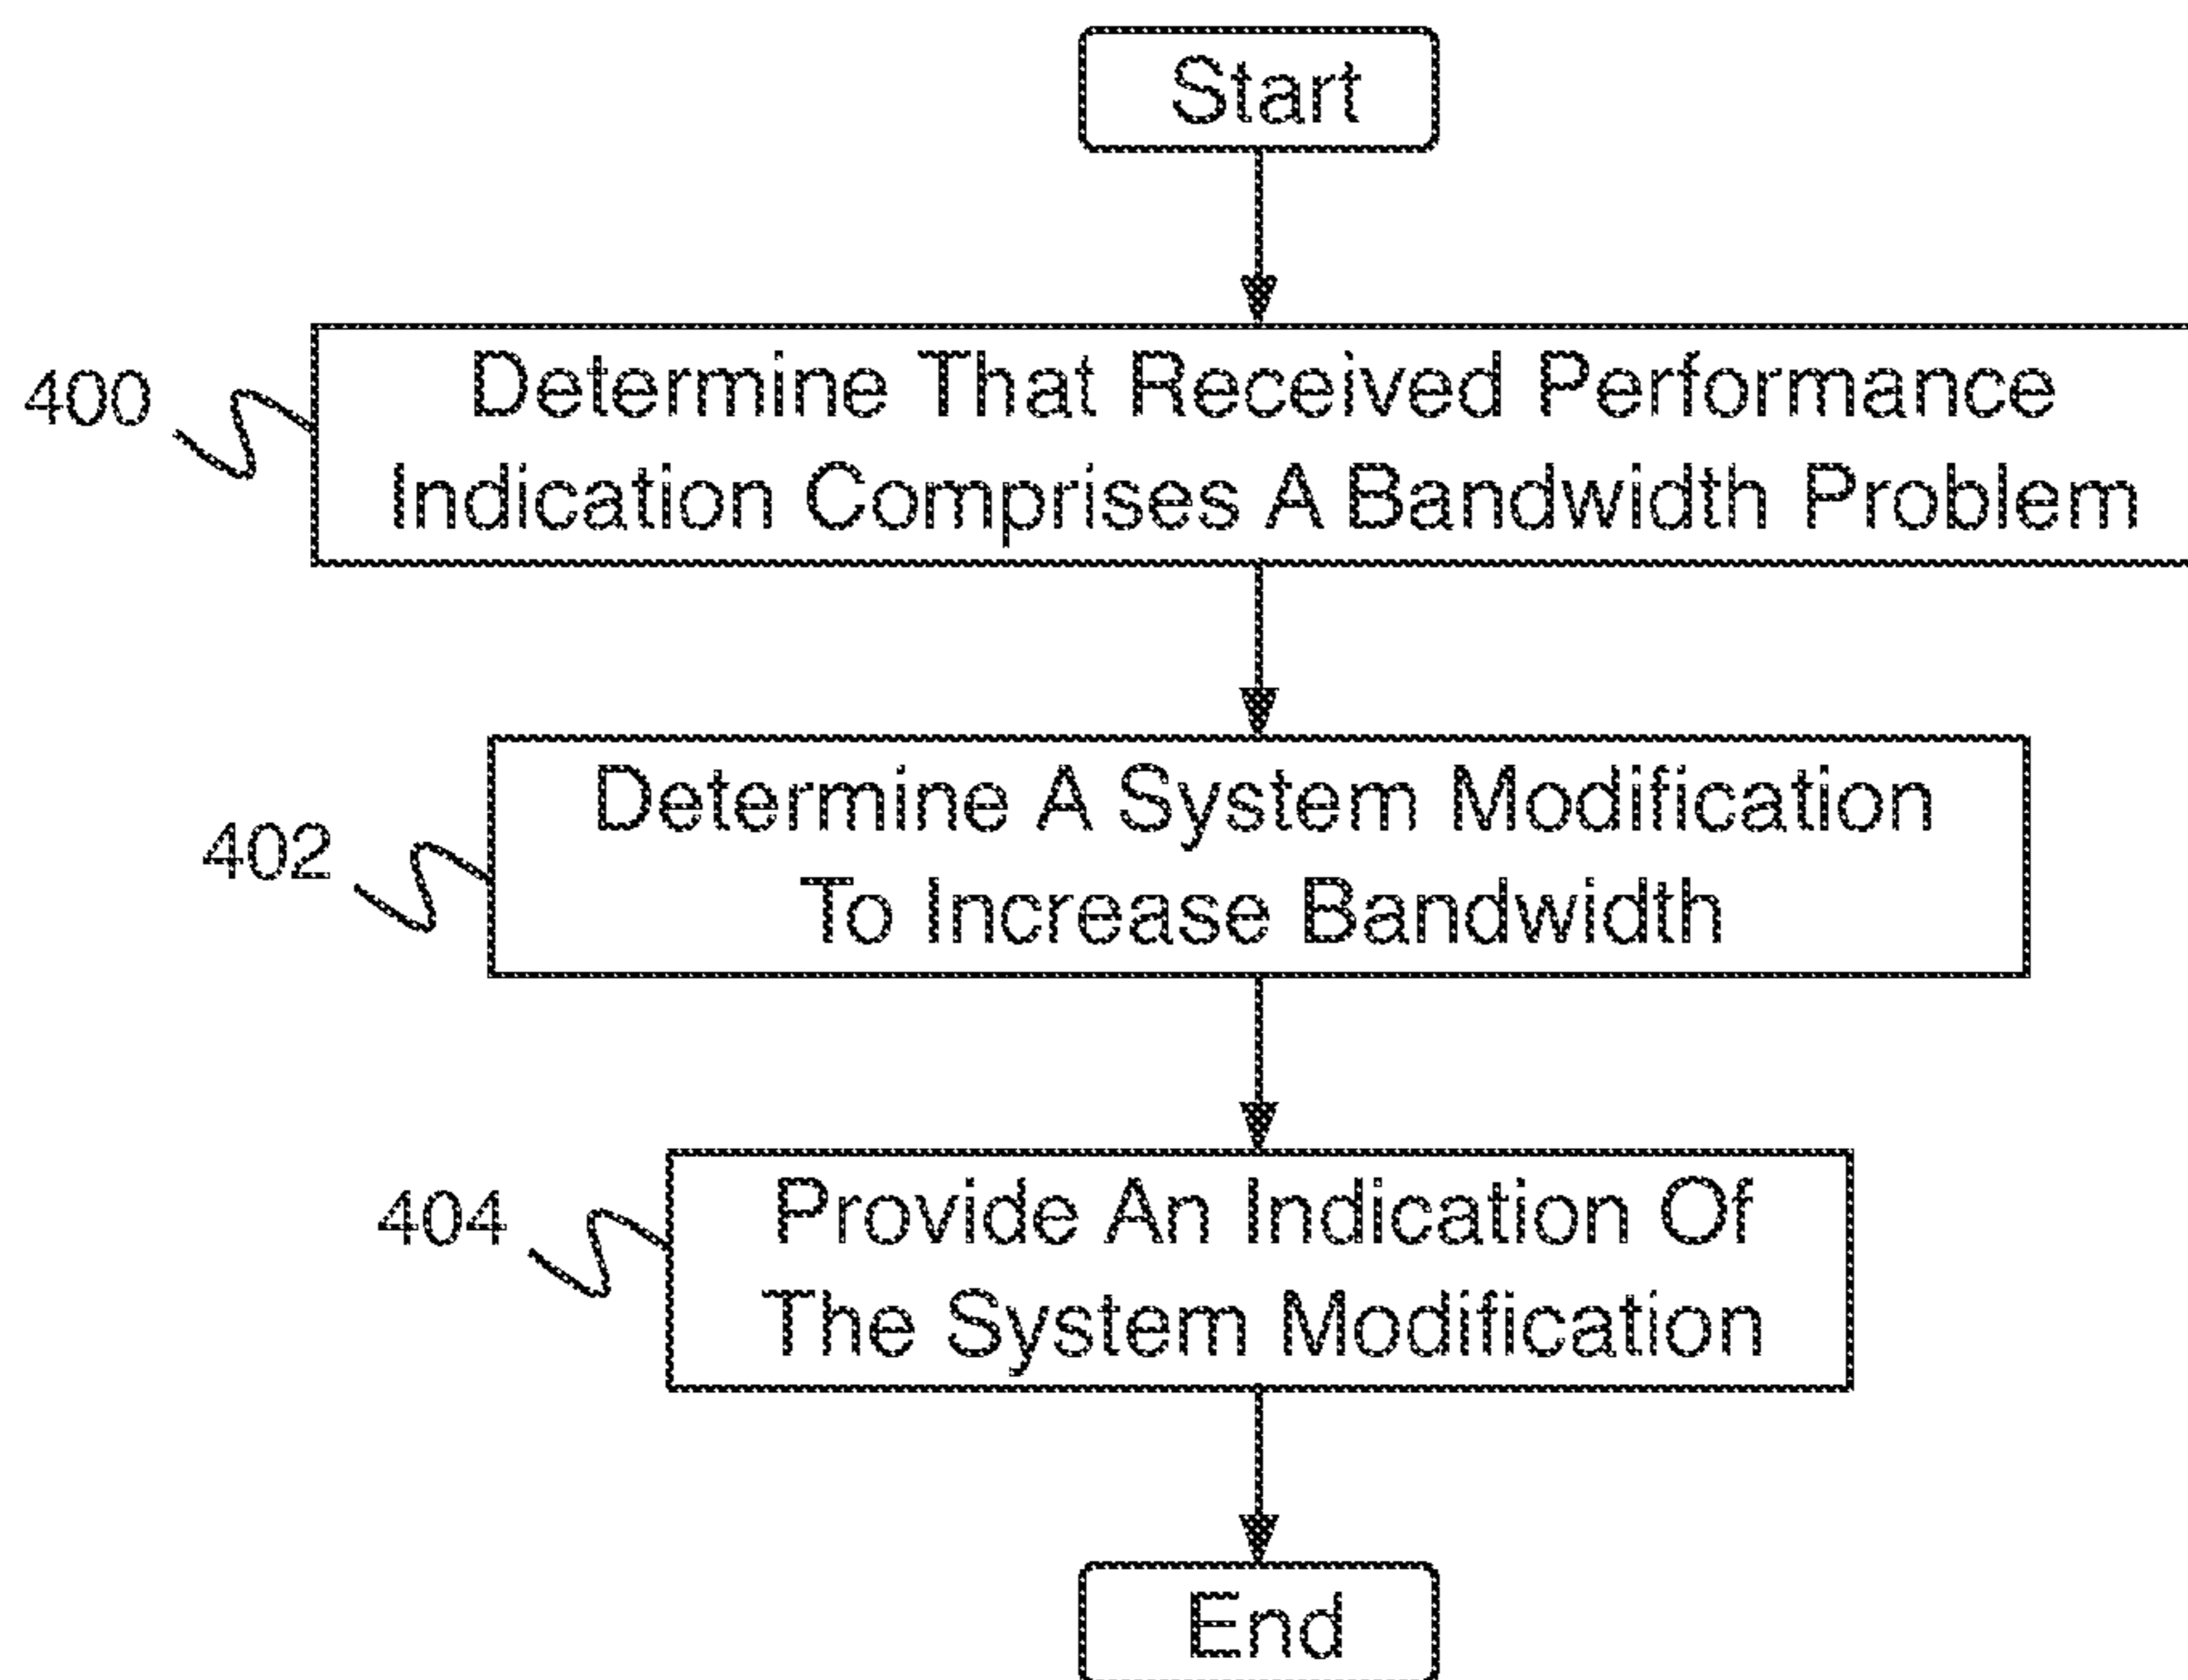 Start
400
Determine That Received Performance
Indication Comprises A Bandwidth Problem
402
Determine A System Modification
To Increase Bandwidth
404
Provide An Indication Of
The System Modification
End